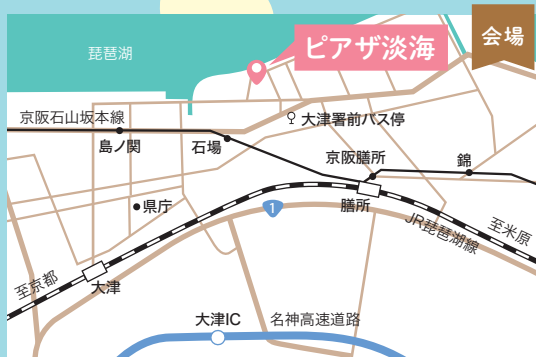 会場
ピアザ淡海
琵琶湖
京阪石山坂本線
大津署前バス停
島ノ関
石場
京阪膳所
錦
県庁
膳所
1
JR琵琶湖線
至米原
至京都
大津
大津IC
名神高速道路